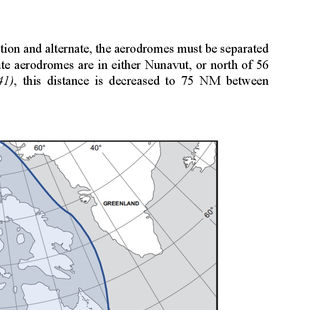 tion and alternate, the aerodromes must be separated
te aerodromes are in either Nunavut, or north of 56
41), this distance is decreased to 75 NM between
60° 40°
GREENLAND
60°